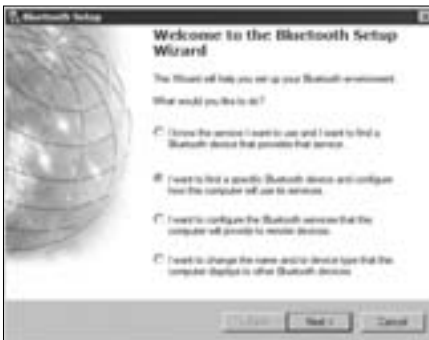 Bluetooth Setup
Welcome to the Bluetooth Setup
Wizard
This Wizard will help you set up your Bluetooth environment.
What would you like to do?
I know the service I want to use and I want to find a
Bluetooth device that provides that service.
I want to find a specific Bluetooth device and configure
how this computer will use its services.
I want to configure the Bluetooth services that this
computer will provide to remote devices.
I want to change the name and/or device type that this
computer displays to other Bluetooth devices.
< Back
Next >
Cancel